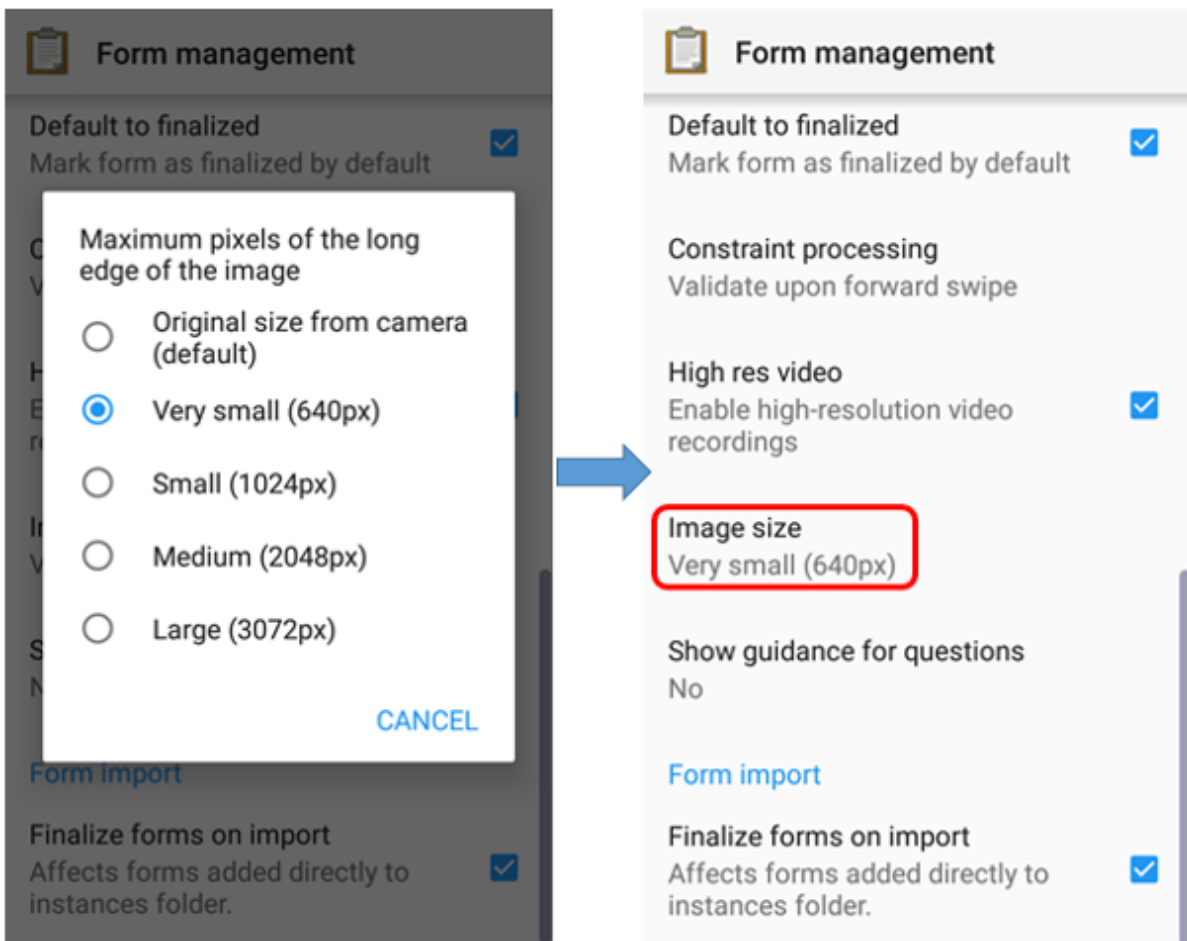 Form management
Default to finalized
Mark form as finalized by default
Maximum pixels of the long
edge of the image
Original size from camera
(default)
Very small (640px)
Small (1024px)
Medium (2048px)
Large (3072px)
CANCEL
Form import
Finalize forms on import
Affects forms added directly to
instances folder.
Form management
Default to finalized
Mark form as finalized by default
Constraint processing
Validate upon forward swipe
High res video
Enable high-resolution video
recordings
Image size
Very small (640px)
Show guidance for questions
No
Form import
Finalize forms on import
Affects forms added directly to
instances folder.